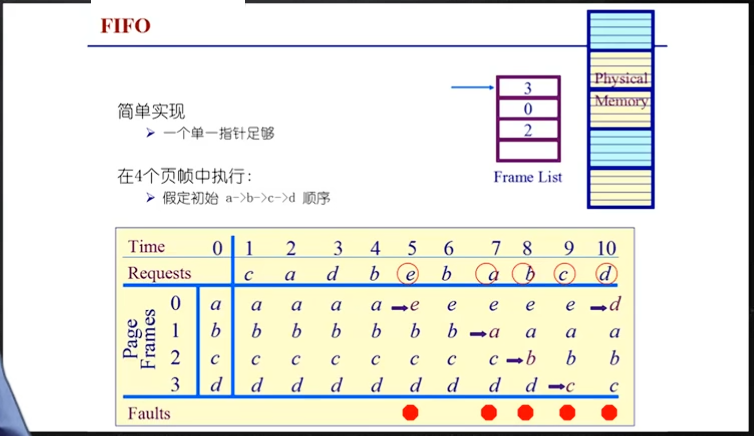 FIFO
简单实现
一个单一指针足够
在4个页帧中执行：
假定初始 a->b->c->d 顺序
3
0
2
Frame List
Physical
Memory
Time 0 1 2 3 4 5 6 7 8 9 10
Requests c a d b e b a b c d
Page Frames
0 a a a a a e e e e e d
1 b b b b b b b a a a a
2 c c c c c c c c b b b
3 d d d d d d d d d c c
Faults